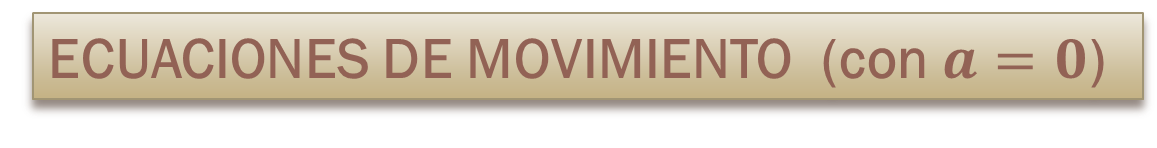 ECUACIONES DE MOVIMIENTO (con a = 0)